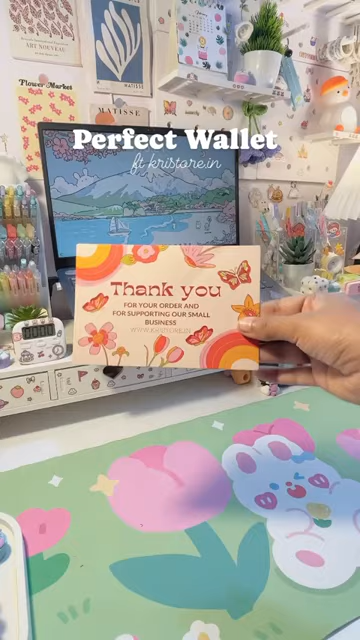 ART NOUVEAU
Flower Market
MATISSE
Perfect Wallet
ft kristore.in
Thank you
FOR YOUR ORDER AND
FOR SUPPORTING OUR SMALL
BUSINESS